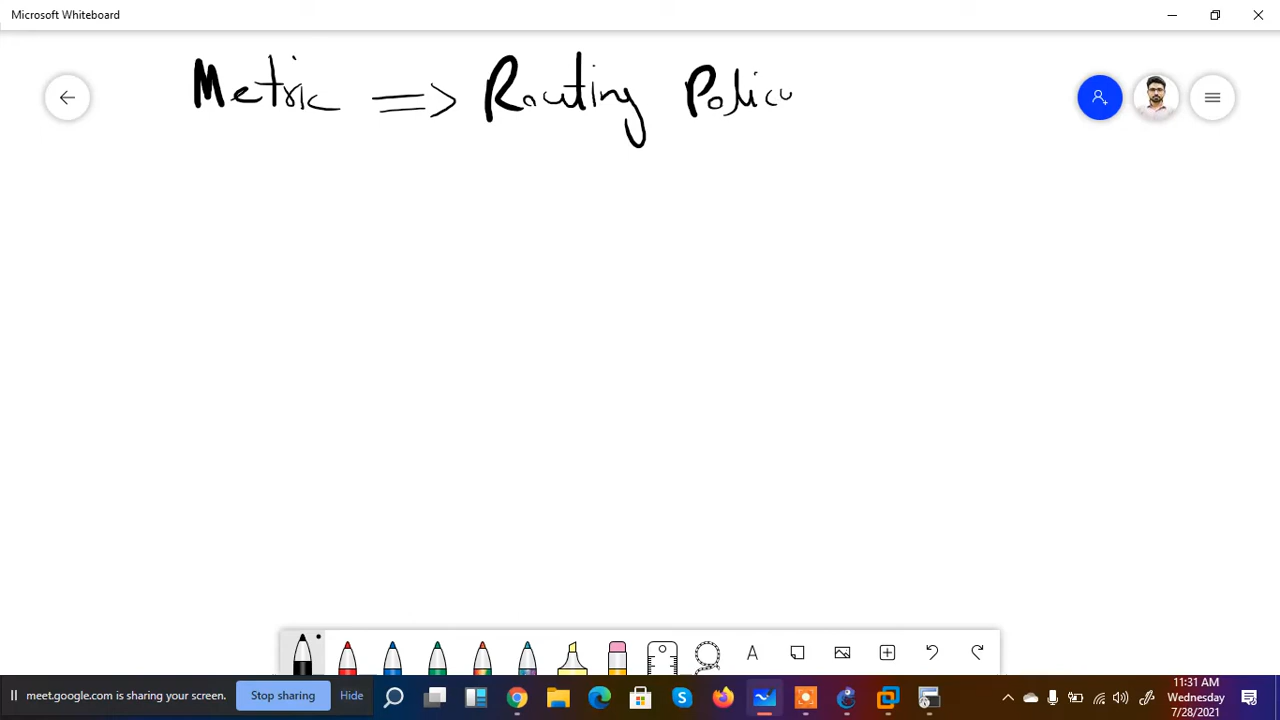 Microsoft Whiteboard
Metric => Routing Policy
A
meet.google.com is sharing your screen.
Stop sharing
Hide
11:31 AM
Wednesday
7/28/2021